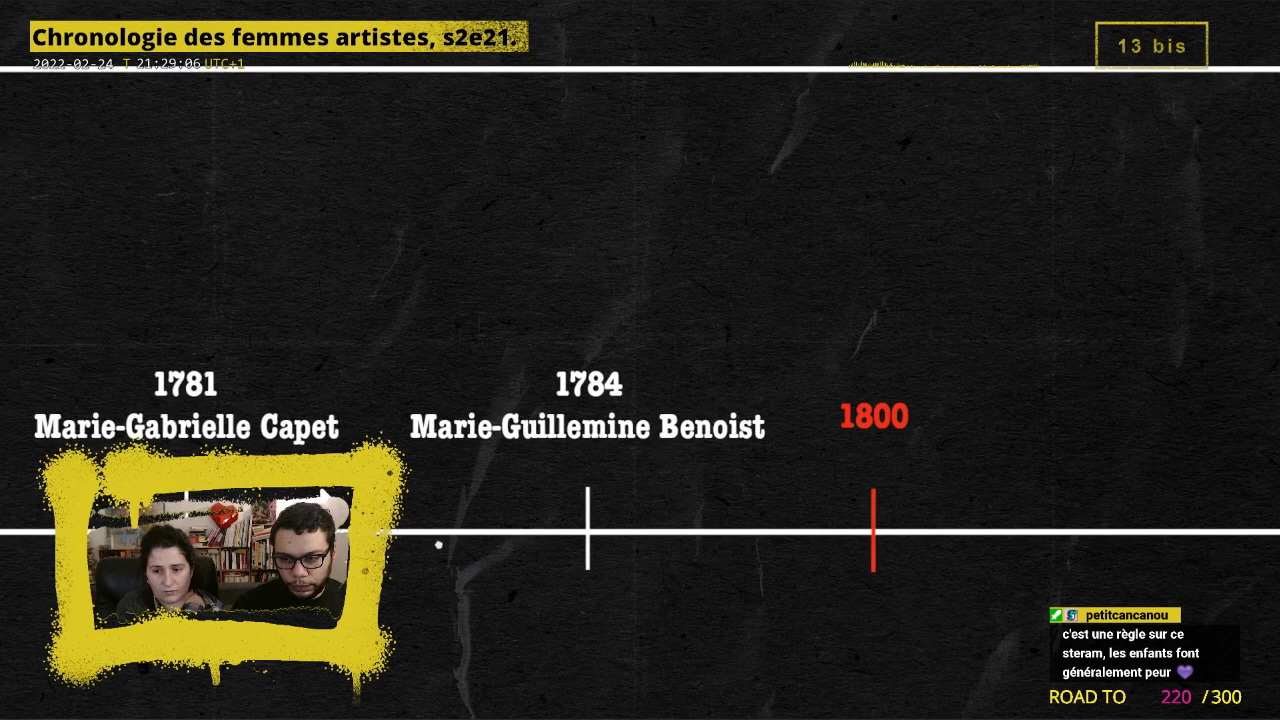 Chronologie des femmes artistes, s2e21.
2022-02-24 T 21:29:06 UTC+1
13 bis
1781
Marie-Gabrielle Capet
1784
Marie-Guillemine Benoist
1800
petitcancanou
c'est une règle sur ce
steram, les enfants font
généralement peur 💜
ROAD TO 220 /300